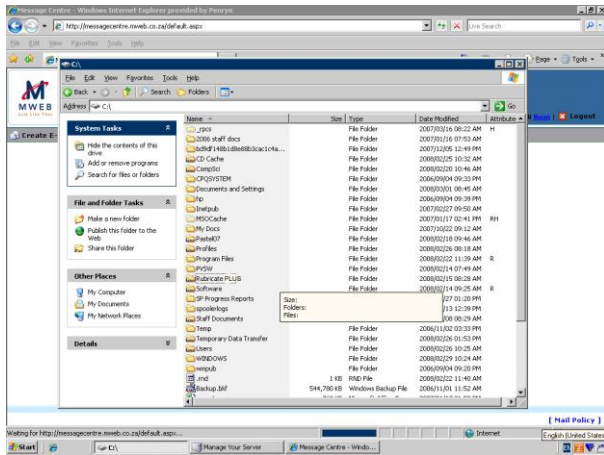 Message Centre - Windows Internet Explorer provided by Penryn
http://messagecentre.mweb.co.za/default.aspx
Live Search
File Edit View Favorites Tools Help
Page Tools
MWEB
Just Like That
Logout
Create E-
C:\
File Edit View Favorites Tools Help
Back Search Folders
Address C:\ Go
System Tasks
Hide the contents of this drive
Add or remove programs
Search for files or folders
File and Folder Tasks
Make a new folder
Publish this folder to the Web
Share this folder
Other Places
My Computer
My Documents
My Network Places
Details
Name Size Type Date Modified Attribute
_rpcs File Folder 2007/03/16 08:22 AM H
2006 staff docs File Folder 2007/01/16 07:53 AM
File Folder 2007/12/05 12:49 PM
CD Cache File Folder 2008/02/25 10:32 AM
CompSci File Folder 2008/02/20 10:46 AM
CPQSYSTEM File Folder 2006/09/04 09:33 PM
Documents and Settings File Folder 2008/03/01 08:45 AM
hp File Folder 2006/09/04 09:39 PM
Inetpub File Folder 2007/02/27 09:50 AM
MSOCache File Folder 2007/01/17 02:41 PM RH
My Docs File Folder 2007/10/22 09:12 AM
Pastel07 File Folder 2008/02/18 09:46 AM
Profiles File Folder 2008/02/26 08:18 AM
Program Files File Folder 2008/02/22 11:39 AM R
PVSW File Folder 2008/02/14 07:49 AM
Rubricate PLUS File Folder 2008/02/15 08:28 AM
Software File Folder 2008/02/14 09:25 AM R
SP Progress Reports /27 01:20 PM
spoolerlogs /13 12:39 PM
Staff Documents /08 08:29 AM
Size:
Folders:
Files:
Temp File Folder 2006/11/02 03:33 PM
Temporary Data Transfer File Folder 2008/02/26 01:53 PM
Users File Folder 2008/02/26 10:25 AM
WINDOWS File Folder 2008/02/29 10:24 AM
wmpub File Folder 2006/09/04 09:20 PM
.rnd 1 KB RND File 2008/02/22 11:40 AM
Backup.bkf 544,780 KB Windows Backup File 2006/11/01 11:52 AM
[ Mail Policy ]
Waiting for http://messagecentre.mweb.co.za/default.aspx...
Internet
English (United States
Start C:\ Manage Your Server Message Centre - Windo...